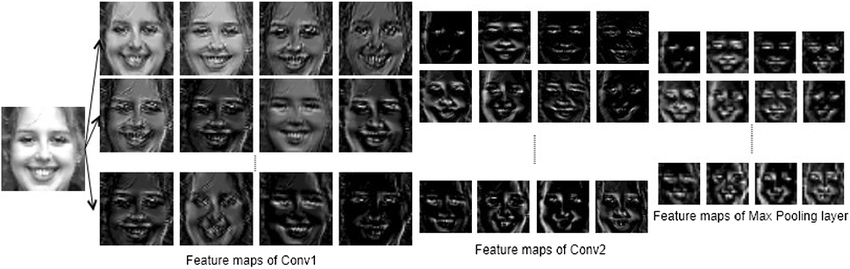 Feature maps of Conv1
Feature maps of Conv2
Feature maps of Max Pooling layer